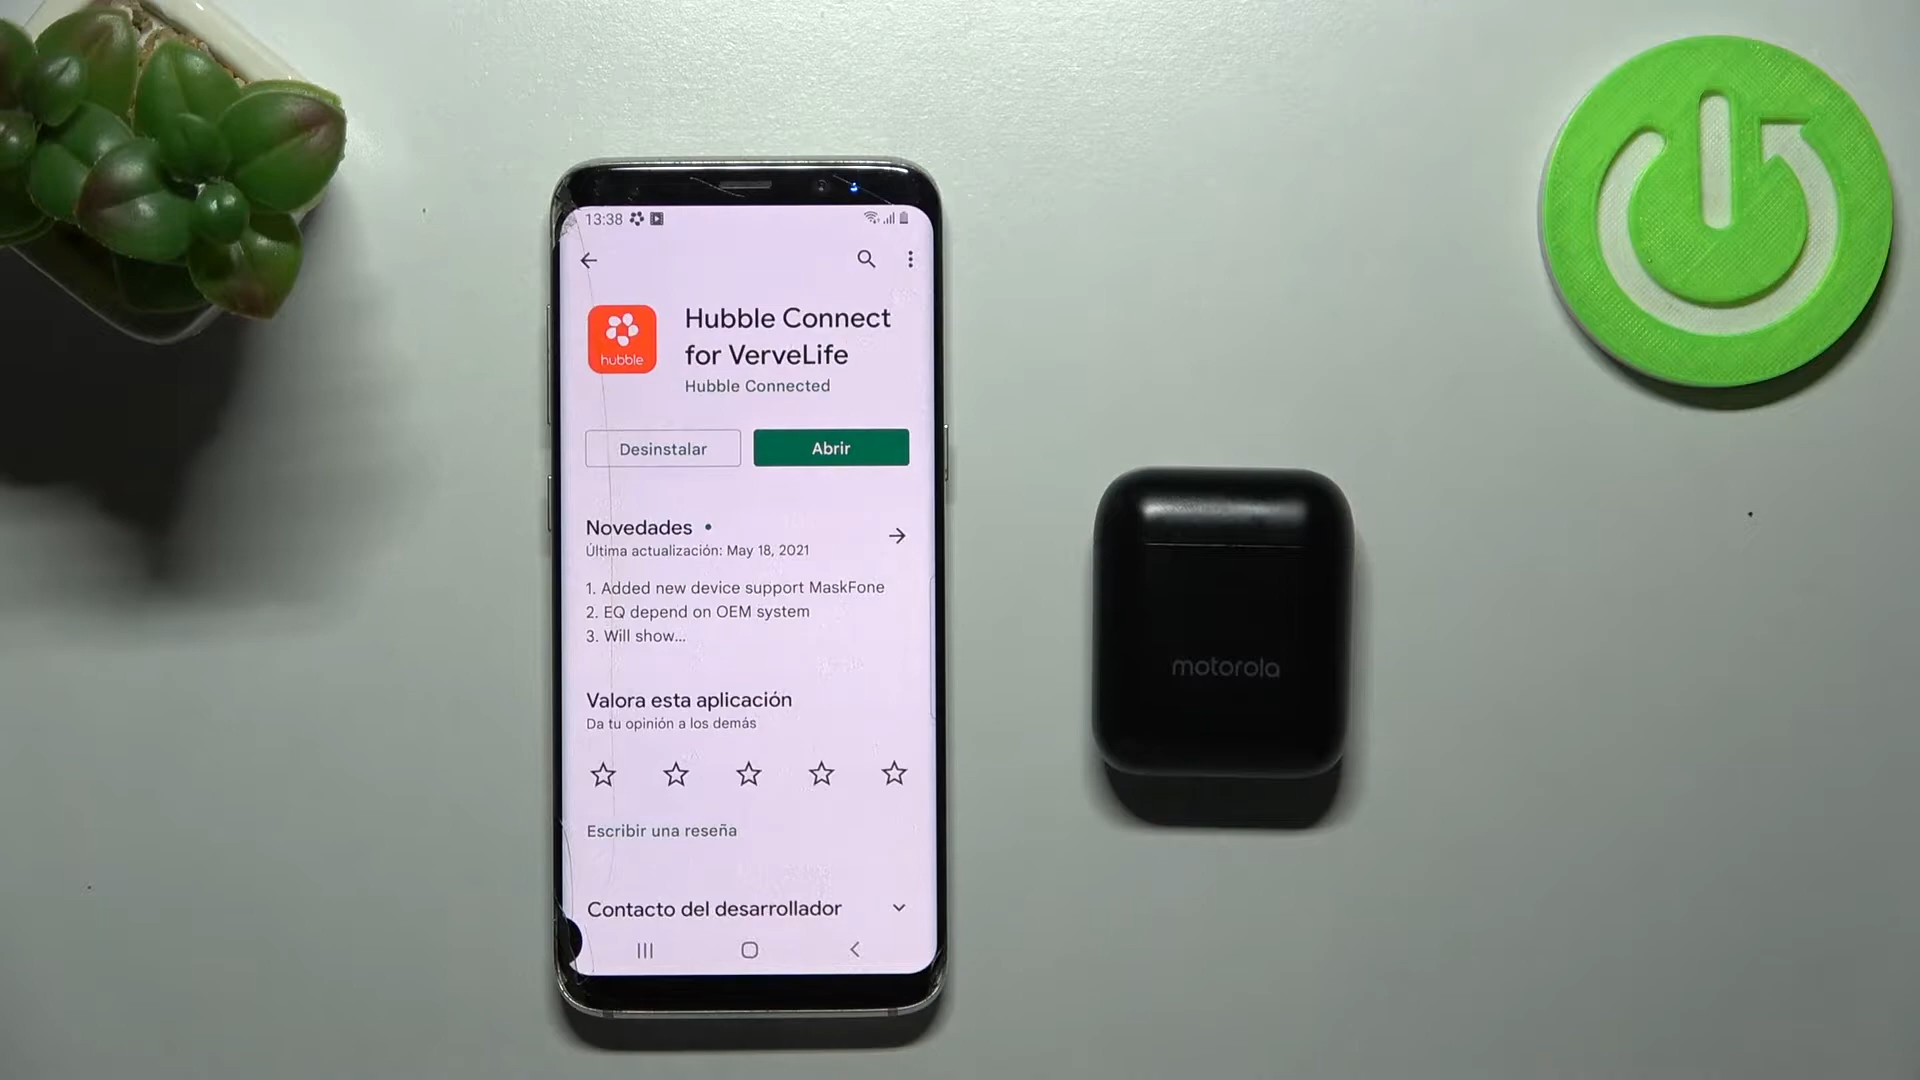 13:38
hubble
Hubble Connect
for VerveLife
Hubble Connected
Desinstalar
Abrir
Novedades •
Última actualización: May 18, 2021
1. Added new device support MaskFone
2. EQ depend on OEM system
3. Will show...
Valora esta aplicación
Da tu opinión a los demás
Escribir una reseña
Contacto del desarrollador
motorola